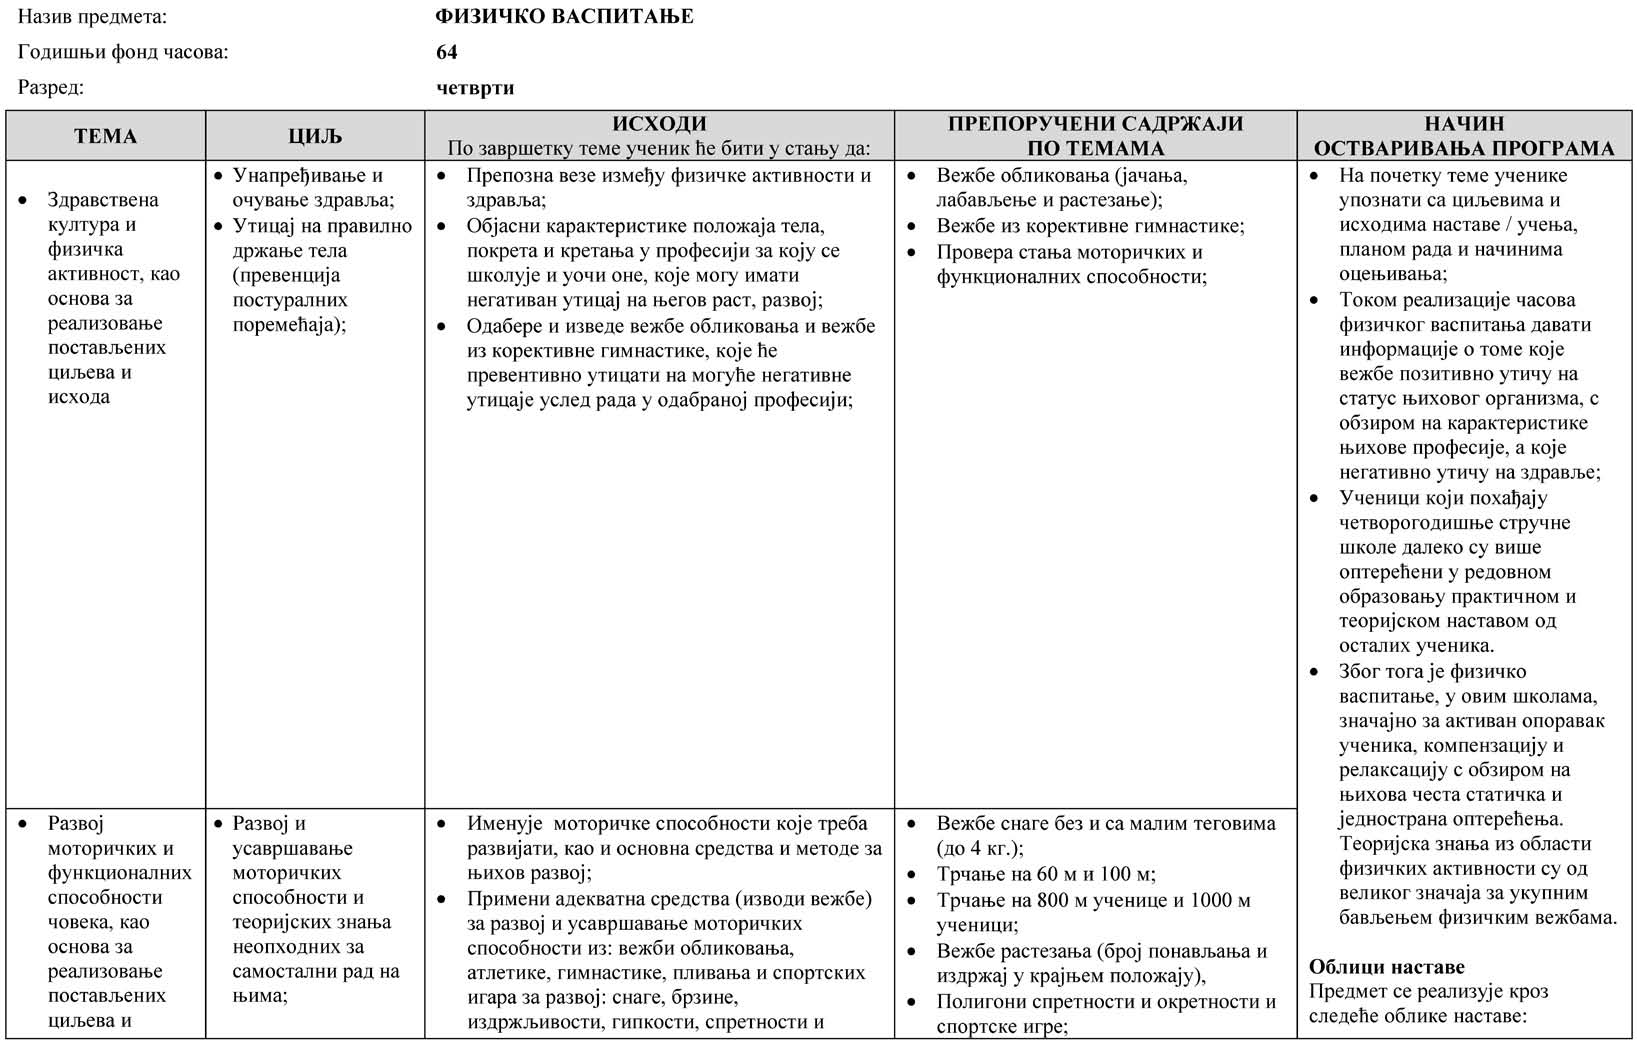 Назив предмета: ФИЗИЧКО ВАСПИТАЊЕ
Годишњи фонд часова: 64
Разред: четврти
ТЕМА
ЦИЉ
ИСХОДИ
По завршетку теме ученик ће бити у стању да:
ПРЕПОРУЧЕНИ САДРЖАЈИ
ПО ТЕМАМА
НАЧИН
ОСТВАРИВАЊА ПРОГРАМА
• Здравствена
култура и
физичка
активност, као
основа за
реализовање
постављених
циљева и
исхода
• Унапређивање и
очување здравља;
• Утицај на правилно
држање тела
(превенција
постуралних
поремећаја);
• Препозна везе између физичке активности и
здравља;
• Објасни карактеристике положаја тела,
покрета и кретања у професији за коју се
школује и уочи оне, које могу имати
негативан утицај на његов раст, развој;
• Одабере и изведе вежбе обликовања и вежбе
из корективне гимнастике, које ће
превентивно утицати на могуће негативне
утицаје услед рада у одабраној професији;
• Вежбе обликовања (јачања,
лабављење и растезање);
• Вежбе из корективне гимнастике;
• Провера стања моторичких и
функционалних способности;
• На почетку теме ученике
упознати са циљевима и
исходима наставе / учења,
планом рада и начинима
оцењивања;
• Током реализације часова
физичког васпитања давати
информације о томе које
вежбе позитивно утичу на
статус њиховог организма, с
обзиром на карактеристике
њихове професије, а које
негативно утичу на здравље;
• Ученици који похађају
четворогодишње стручне
школе далеко су више
оптерећени у редовном
образовању практичном и
теоријском наставом од
осталих ученика.
• Због тога је физичко
васпитање, у овим школама,
значајно за активан опоравак
ученика, компензацију и
релаксацију с обзиром на
њихова честа статичка и
једнострана оптерећења.
Теоријска знања из области
физичких активности су од
великог значаја за укупним
бављењем физичким вежбама.
Облици наставе
Предмет се реализује кроз
следеће облике наставе:
• Развој
моторичких и
функционалних
способности
човека, као
основа за
реализовање
постављених
циљева и
• Развој и
усавршавање
моторичких
способности и
теоријских знања
неопходних за
самостални рад на
њима;
• Именује моторичке способности које треба
развијати, као и основна средства и методе за
њихов развој;
• Примени адекватна средства (изводи вежбе)
за развој и усавршавање моторичких
способности из: вежби обликовања,
атлетике, гимнастике, пливања и спортских
игара за развој: снаге, брзине,
издржљивости, гипкости, спретности и
• Вежбе снаге без и са малим теговима
(до 4 кг.);
• Трчање на 60 м и 100 м;
• Трчање на 800 м ученице и 1000 м
ученици;
• Вежбе растезања (број понављања и
издржај у крајњем положају),
• Полигони спретности и окретности и
спортске игре;